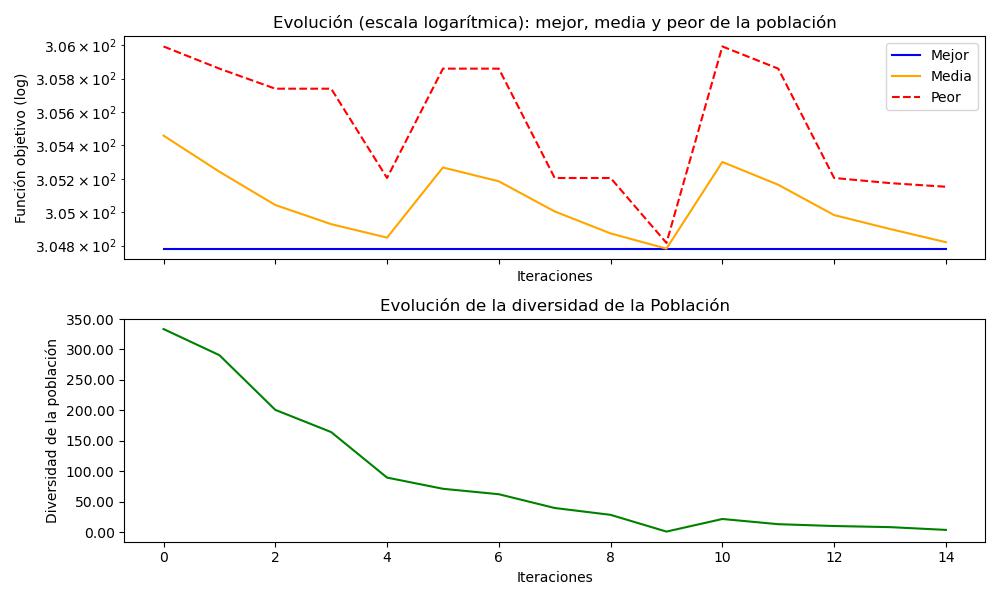 Evolución (escala logarítmica): mejor, media y peor de la población
Función objetivo (log)
3.06 × 10²
3.058 × 10²
3.056 × 10²
3.054 × 10²
3.052 × 10²
3.05 × 10²
3.048 × 10²
Mejor
Media
Peor
Iteraciones
Evolución de la diversidad de la Población
Diversidad de la población
350.00
300.00
250.00
200.00
150.00
100.00
50.00
0.00
0 2 4 6 8 10 12 14
Iteraciones